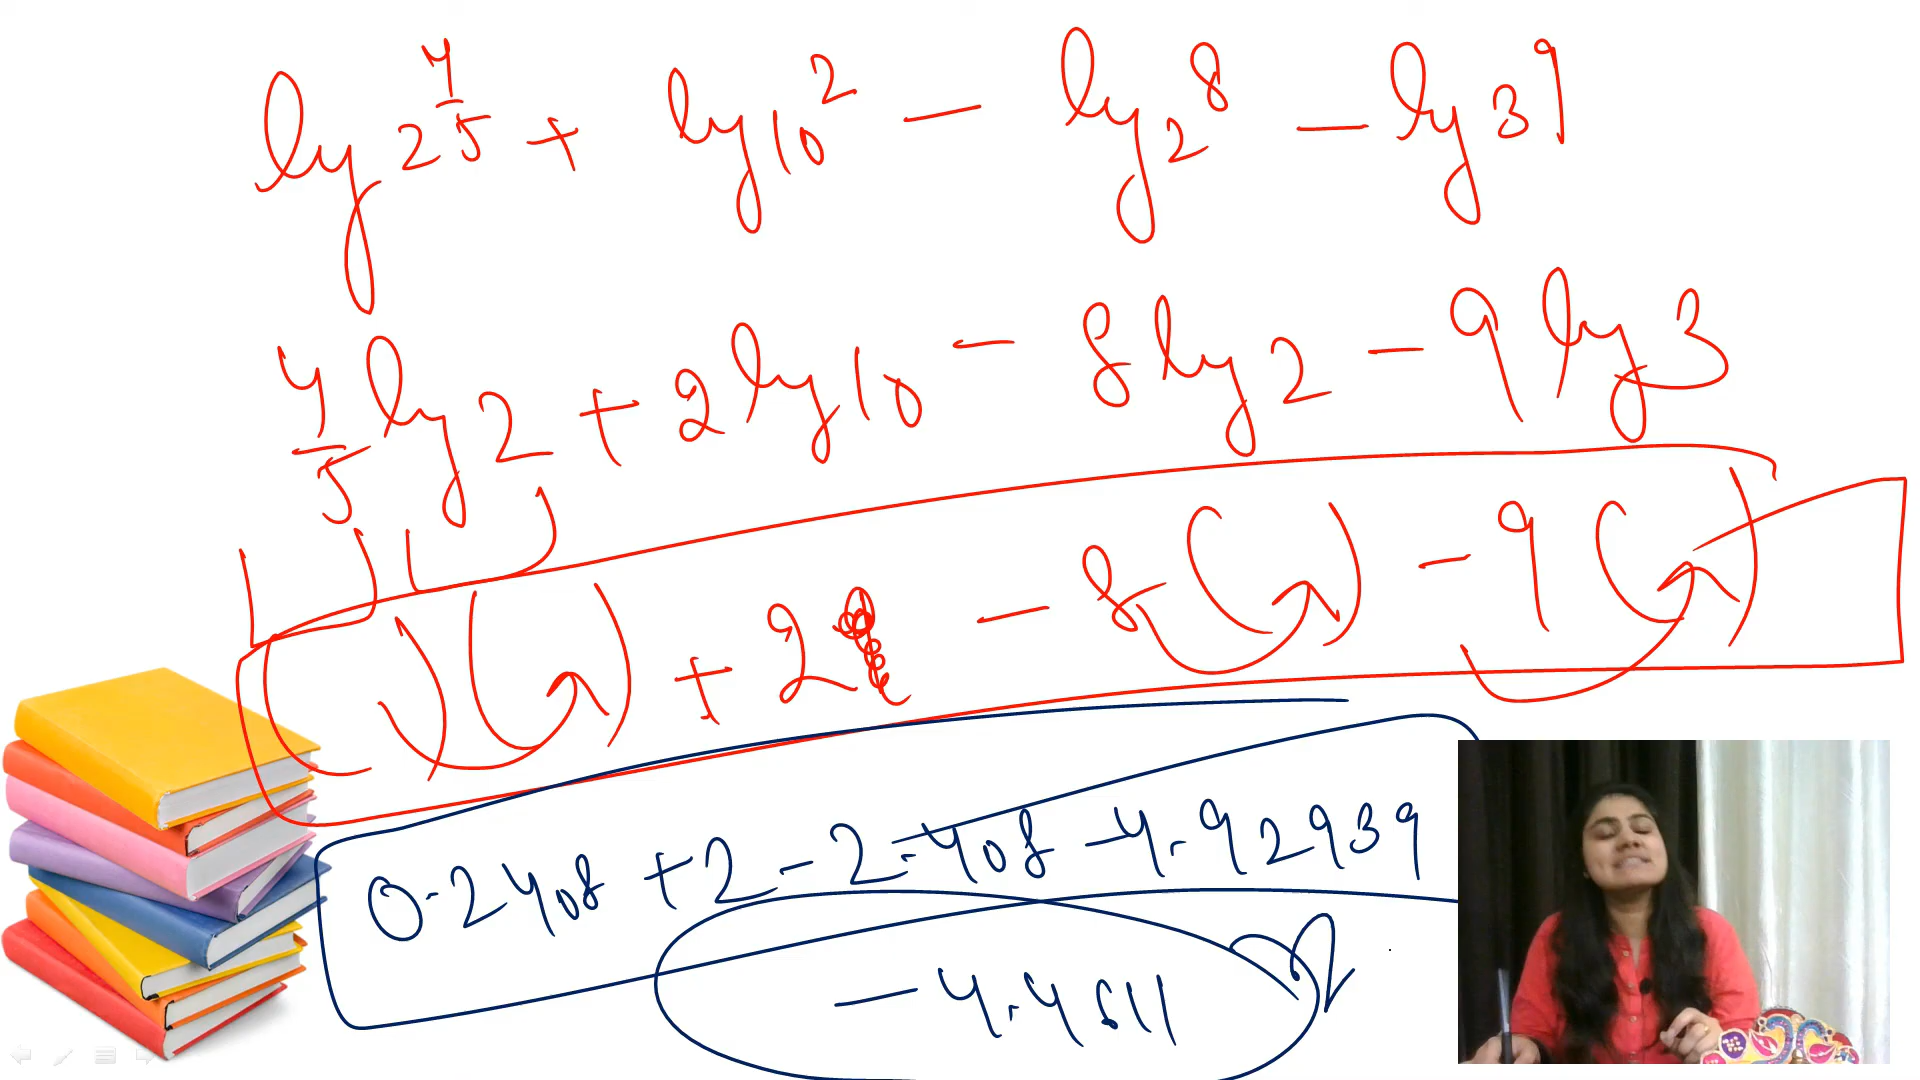 log 2^4/5 + log 10^2 − log 2^8 − log 3^9
4/5 log 2 + 2 log 10 − 8 log 2 − 9 log 3
( ) ( ) + 2 − 8 ( ) − 9 ( )
0.2408 + 2 − 2.408 − 4.92939
− 4.4611